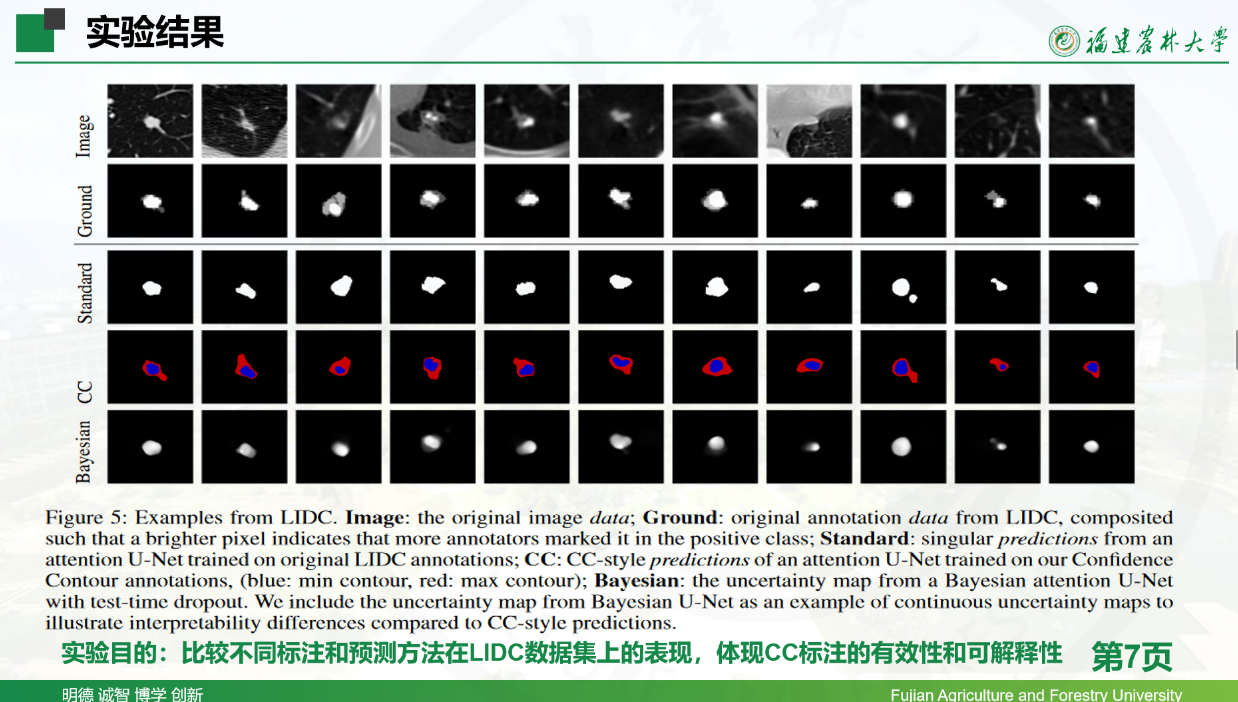 实验结果
福建农林大学
Image
Ground
Standard
CC
Bayesian
Figure 5: Examples from LIDC. Image: the original image data; Ground: original annotation data from LIDC, composited
such that a brighter pixel indicates that more annotators marked it in the positive class; Standard: singular predictions from an
attention U-Net trained on original LIDC annotations; CC: CC-style predictions of an attention U-Net trained on our Confidence
Contour annotations, (blue: min contour, red: max contour); Bayesian: the uncertainty map from a Bayesian attention U-Net
with test-time dropout. We include the uncertainty map from Bayesian U-Net as an example of continuous uncertainty maps to
illustrate interpretability differences compared to CC-style predictions.
实验目的：比较不同标注和预测方法在LIDC数据集上的表现，体现CC标注的有效性和可解释性
第7页
明德 诚智 博学 创新
Fujian Agriculture and Forestry University